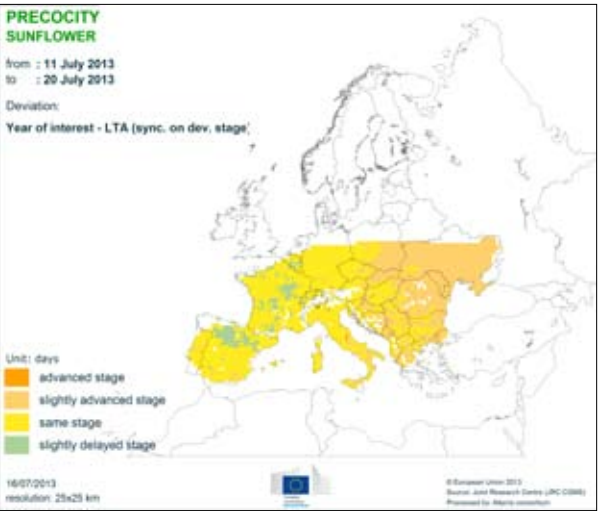 PRECOCITY
SUNFLOWER
from : 11 July 2013
to : 20 July 2013
Deviation:
Year of interest - LTA (sync. on dev. stage)
Unit: days
advanced stage
slightly advanced stage
same stage
slightly delayed stage
16/07/2013
resolution: 25x25 km
© European Union 2013
Source: Joint Research Centre (JRC
Processed by: Alterra consortium